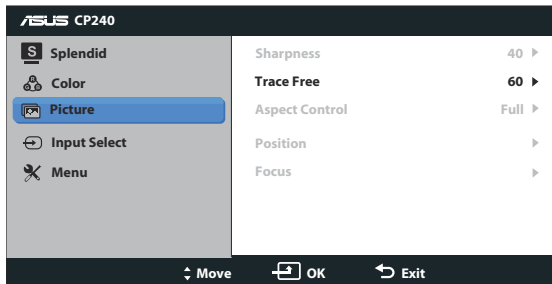 ASUS CP240
S Splendid
Color
Picture
Input Select
Menu
Sharpness 40
Trace Free 60
Aspect Control Full
Position
Focus
Move OK Exit